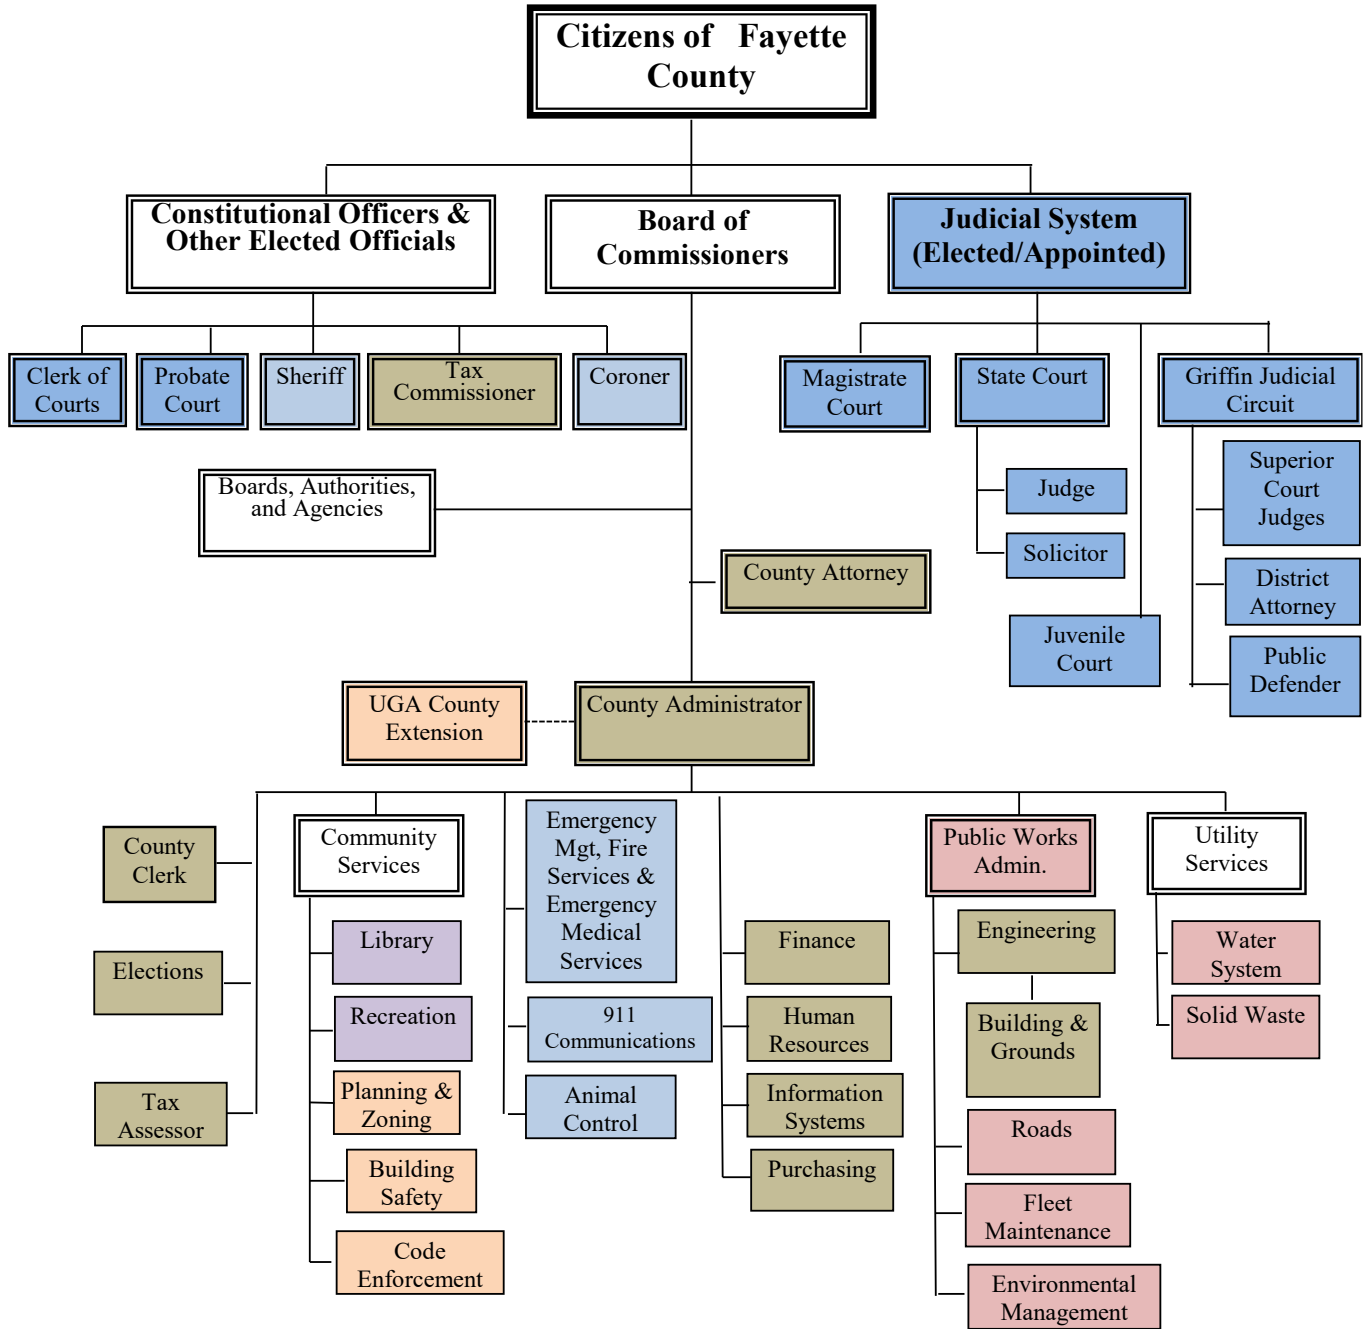 Citizens of Fayette
County
Constitutional Officers &
Other Elected Officials
Board of
Commissioners
Judicial System
(Elected/Appointed)
Clerk of
Courts
Probate
Court
Sheriff
Tax
Commissioner
Coroner
Magistrate
Court
State Court
Griffin Judicial
Circuit
Superior
Court
Judges
Judge
Solicitor
District
Attorney
Juvenile
Court
Public
Defender
Boards, Authorities,
and Agencies
County Attorney
UGA County
Extension
County Administrator
County
Clerk
Elections
Tax
Assessor
Community
Services
Library
Recreation
Planning &
Zoning
Building
Safety
Code
Enforcement
Emergency
Mgt, Fire
Services &
Emergency
Medical
Services
911
Communications
Animal
Control
Finance
Human
Resources
Information
Systems
Purchasing
Public Works
Admin.
Engineering
Building &
Grounds
Roads
Fleet
Maintenance
Environmental
Management
Utility
Services
Water
System
Solid Waste